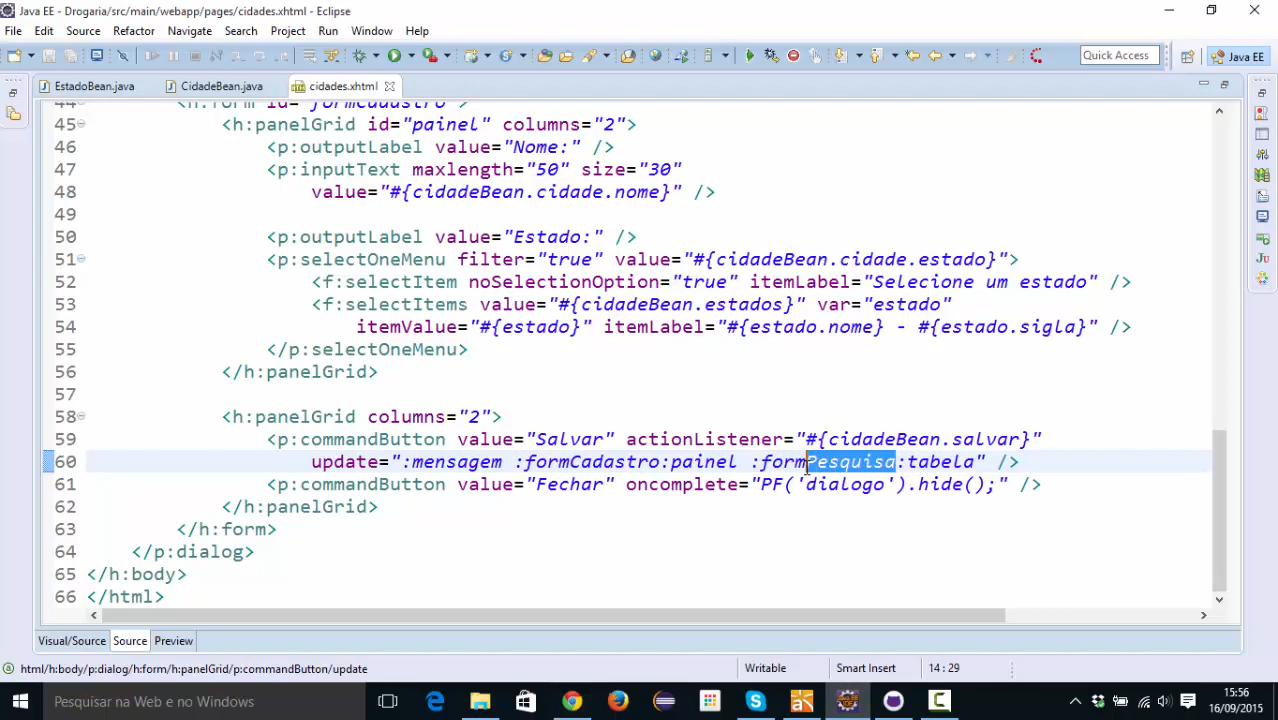 Java EE - Drogaria/src/main/webapp/pages/cidades.xhtml - Eclipse
File Edit Source Refactor Navigate Search Project Run Window Help
Quick Access Java EE
EstadoBean.java CidadeBean.java cidades.xhtml
44 <h:form id="formCadastro">
45 <h:panelGrid id="painel" columns="2">
46 <p:outputLabel value="Nome:" />
47 <p:inputText maxlength="50" size="30"
48 value="#{cidadeBean.cidade.nome}" />
49
50 <p:outputLabel value="Estado:" />
51 <p:selectOneMenu filter="true" value="#{cidadeBean.cidade.estado}">
52 <f:selectItem noSelectionOption="true" itemLabel="Selecione um estado" />
53 <f:selectItems value="#{cidadeBean.estados}" var="estado"
54 itemValue="#{estado}" itemLabel="#{estado.nome} - #{estado.sigla}" />
55 </p:selectOneMenu>
56 </h:panelGrid>
57
58 <h:panelGrid columns="2">
59 <p:commandButton value="Salvar" actionListener="#{cidadeBean.salvar}"
60 update=":mensagem :formCadastro:painel :formPesquisa:tabela" />
61 <p:commandButton value="Fechar" oncomplete="PF('dialogo').hide();" />
62 </h:panelGrid>
63 </h:form>
64 </p:dialog>
65 </h:body>
66 </html>
Visual/Source Source Preview
html/h:body/p:dialog/h:form/h:panelGrid/p:commandButton/update Writable Smart Insert 14 : 29
Pesquisar na Web e no Windows
15:56
16/09/2015